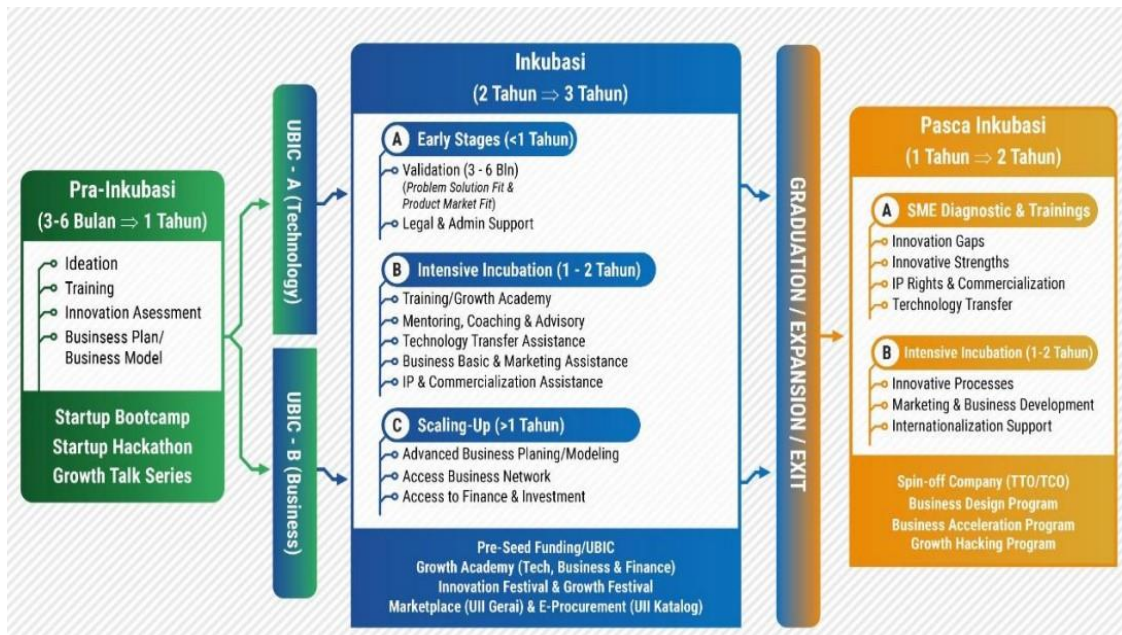 Pra-Inkubasi
(3-6 Bulan ⇒ 1 Tahun)
Ideation
Training
Innovation Asessment
Businsess Plan/
Business Model
Startup Bootcamp
Startup Hackathon
Growth Talk Series
UBIC - A (Technology)
UBIC - B (Business)
Inkubasi
(2 Tahun ⇒ 3 Tahun)
A Early Stages (<1 Tahun)
Validation (3 - 6 Bln)
(Problem Solution Fit &
Product Market Fit)
Legal & Admin Support
B Intensive Incubation (1 - 2 Tahun)
Training/Growth Academy
Mentoring, Coaching & Advisory
Technology Transfer Assistance
Business Basic & Marketing Assistance
IP & Commercialization Assistance
C Scaling-Up (>1 Tahun)
Advanced Business Planing/Modeling
Access Business Network
Access to Finance & Investment
Pre-Seed Funding/UBIC
Growth Academy (Tech, Business & Finance)
Innovation Festival & Growth Festival
Marketplace (UII Gerai) & E-Procurement (UII Katalog)
GRADUATION / EXPANSION / EXIT
Pasca Inkubasi
(1 Tahun ⇒ 2 Tahun)
A SME Diagnostic & Trainings
Innovation Gaps
Innovative Strengths
IP Rights & Commercialization
Terchnology Transfer
B Intensive Incubation (1-2 Tahun)
Innovative Processes
Marketing & Business Development
Internationalization Support
Spin-off Company (TTO/TCO)
Business Design Program
Business Acceleration Program
Growth Hacking Program